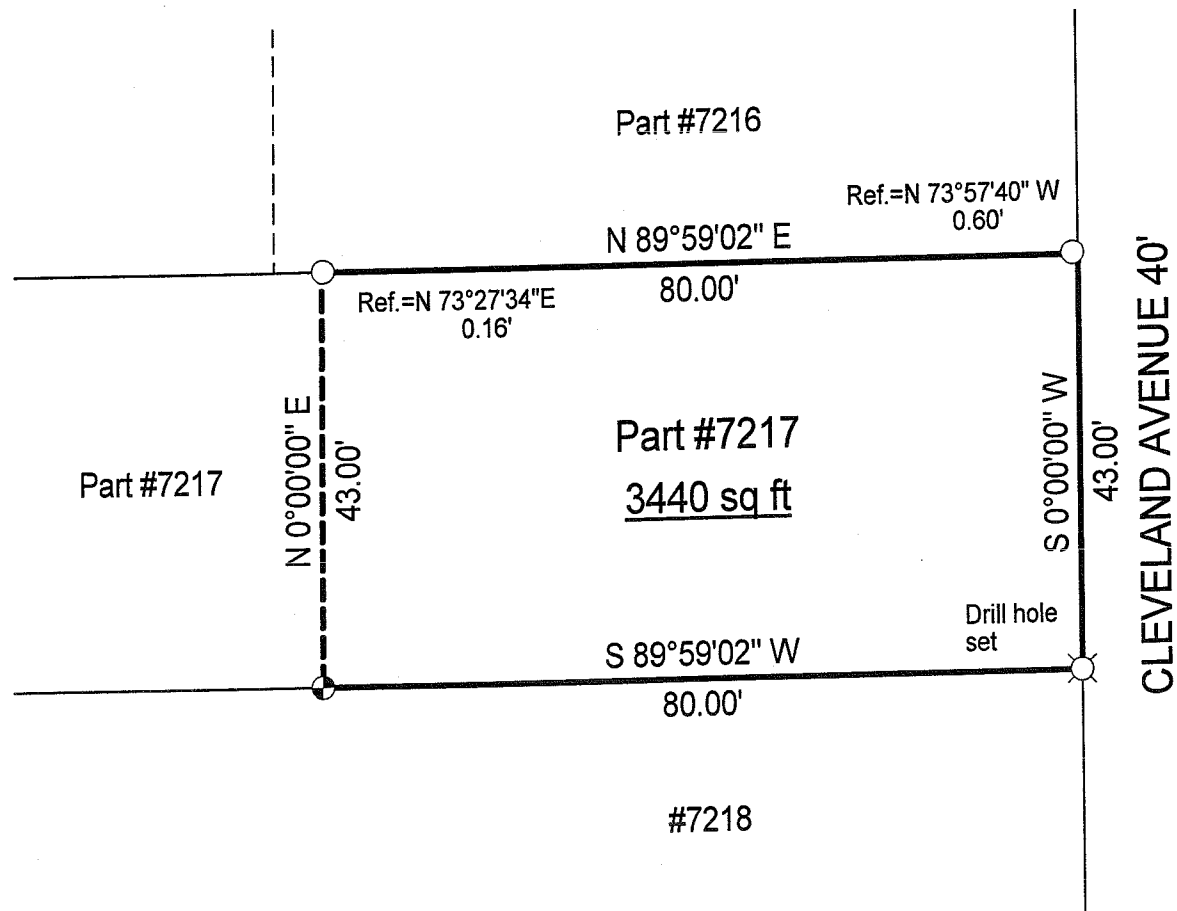 Part #7216
Ref.=N 73°57'40" W
0.60'
N 89°59'02" E
80.00'
Ref.=N 73°27'34"E
0.16'
CLEVELAND AVENUE 40'
N 0°00'00" E
43.00'
Part #7217
Part #7217
3440 sq ft
S 0°00'00" W
43.00'
Drill hole
set
S 89°59'02" W
80.00'
#7218